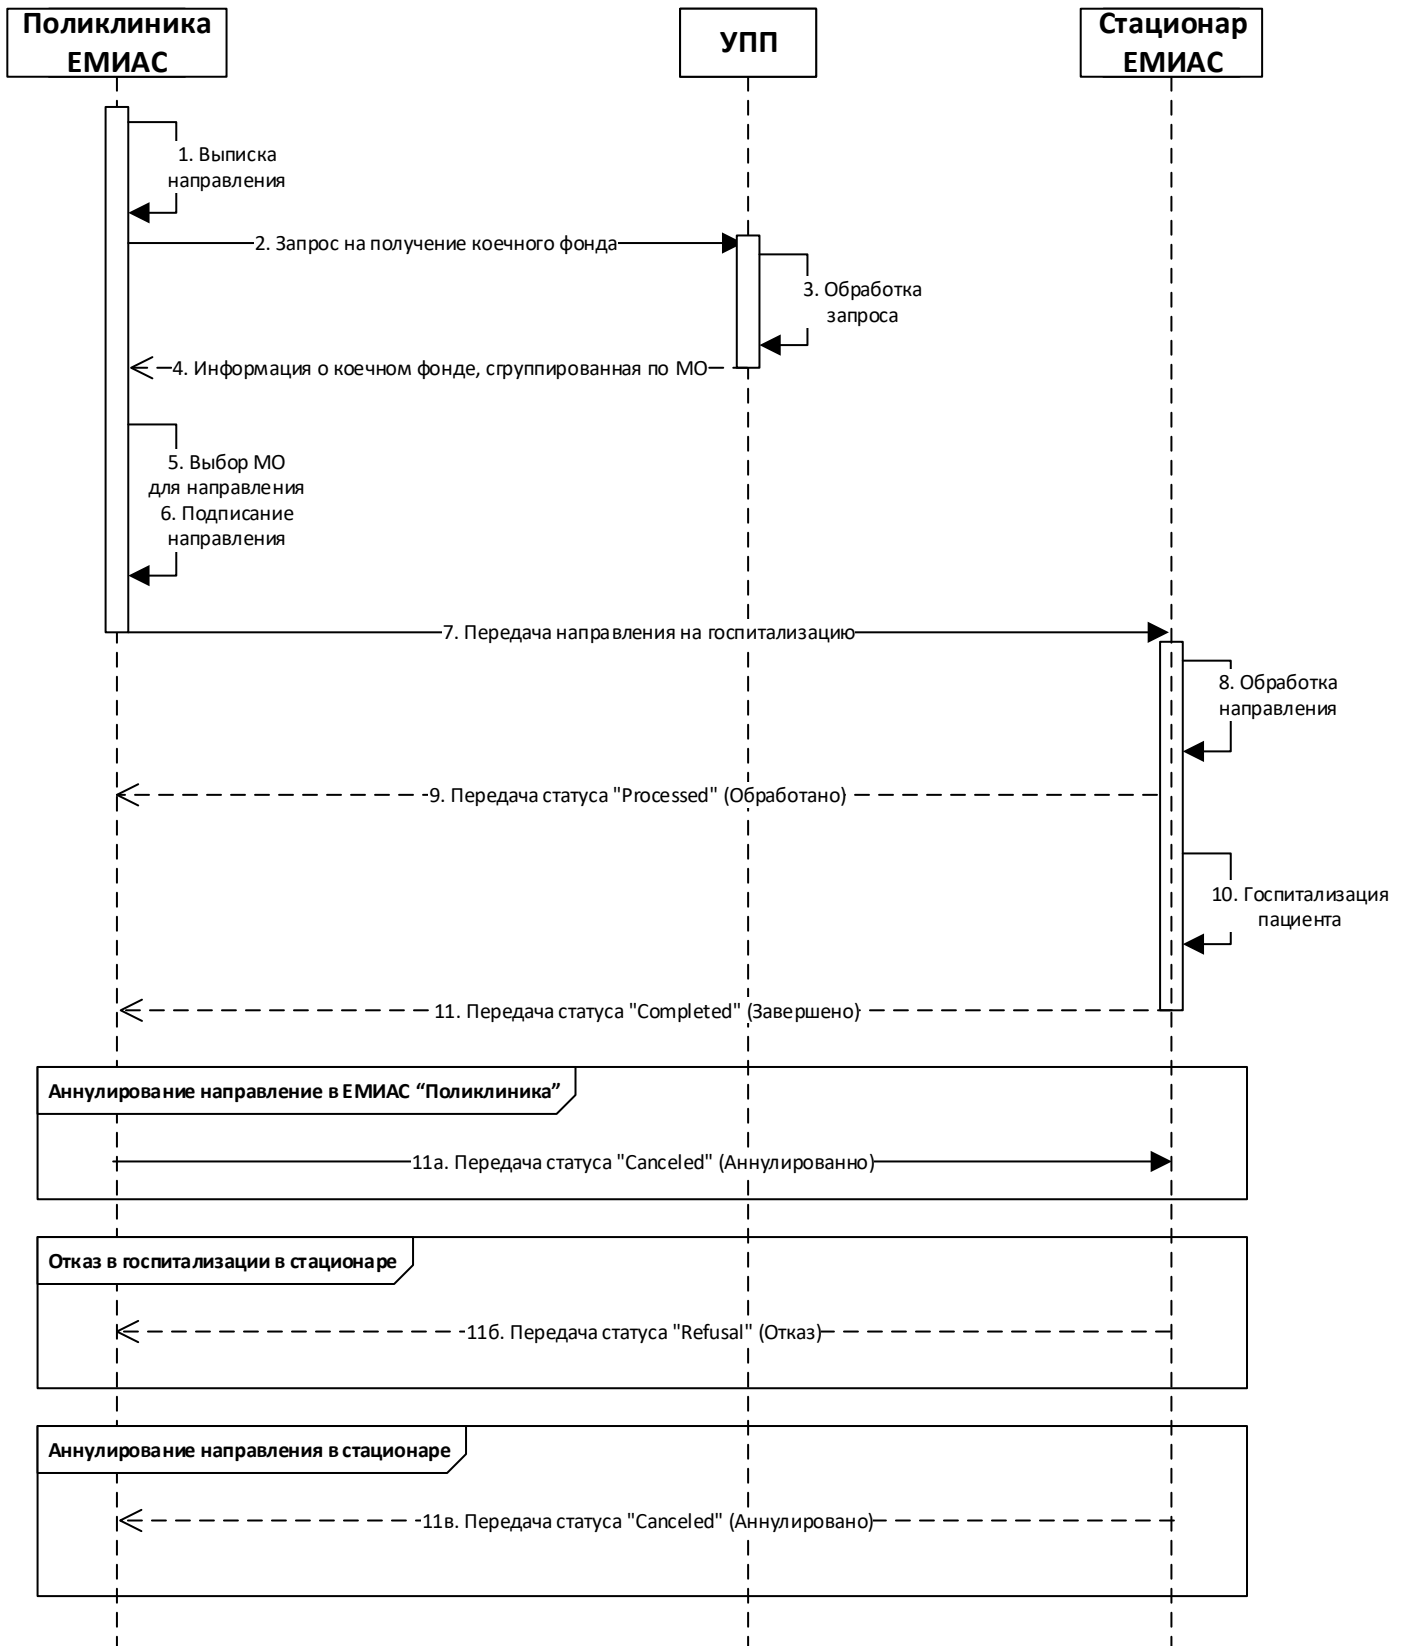 Поликлиника
ЕМИАС
УПП
Стационар
ЕМИАС
1. Выписка
направления
2. Запрос на получение коечного фонда
3. Обработка
запроса
4. Информация о коечном фонде, сгруппированная по МО
5. Выбор МО
для направления
6. Подписание
направления
7. Передача направления на госпитализацию
8. Обработка
направления
9. Передача статуса "Processed" (Обработано)
10. Госпитализация
пациента
11. Передача статуса "Completed" (Завершено)
Аннулирование направление в ЕМИАС “Поликлиника”
11а. Передача статуса "Canceled" (Аннулированно)
Отказ в госпитализации в стационаре
11б. Передача статуса "Refusal" (Отказ)
Аннулирование направления в стационаре
11в. Передача статуса "Canceled" (Аннулировано)